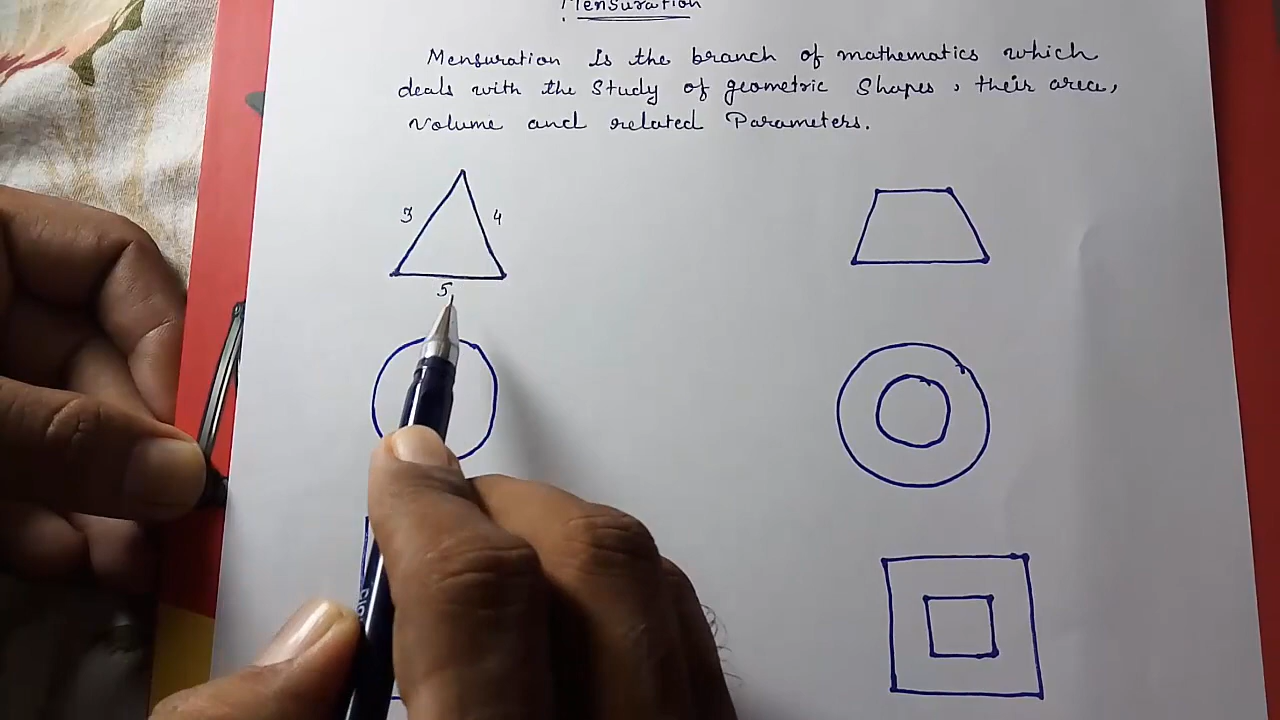 Mensuration
Mensuration is the branch of mathematics which
deals with the Study of geometric Shapes, their area,
Volume and related Parameters.
3
4
5